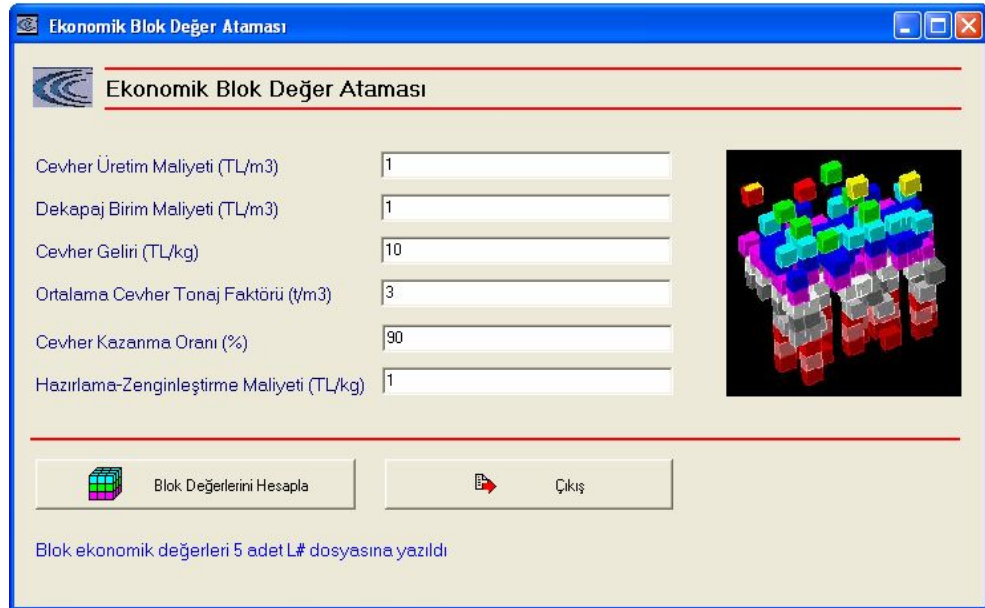 Ekonomik Blok Değer Ataması
Ekonomik Blok Değer Ataması
Cevher Üretim Maliyeti (TL/m3)
1
Dekapaj Birim Maliyeti (TL/m3)
1
Cevher Geliri (TL/kg)
10
Ortalama Cevher Tonaj Faktörü (t/m3)
3
Cevher Kazanma Oranı (%)
90
Hazırlama-Zenginleştirme Maliyeti (TL/kg)
1
Blok Değerlerini Hesapla
Çıkış
Blok ekonomik değerleri 5 adet L# dosyasına yazıldı